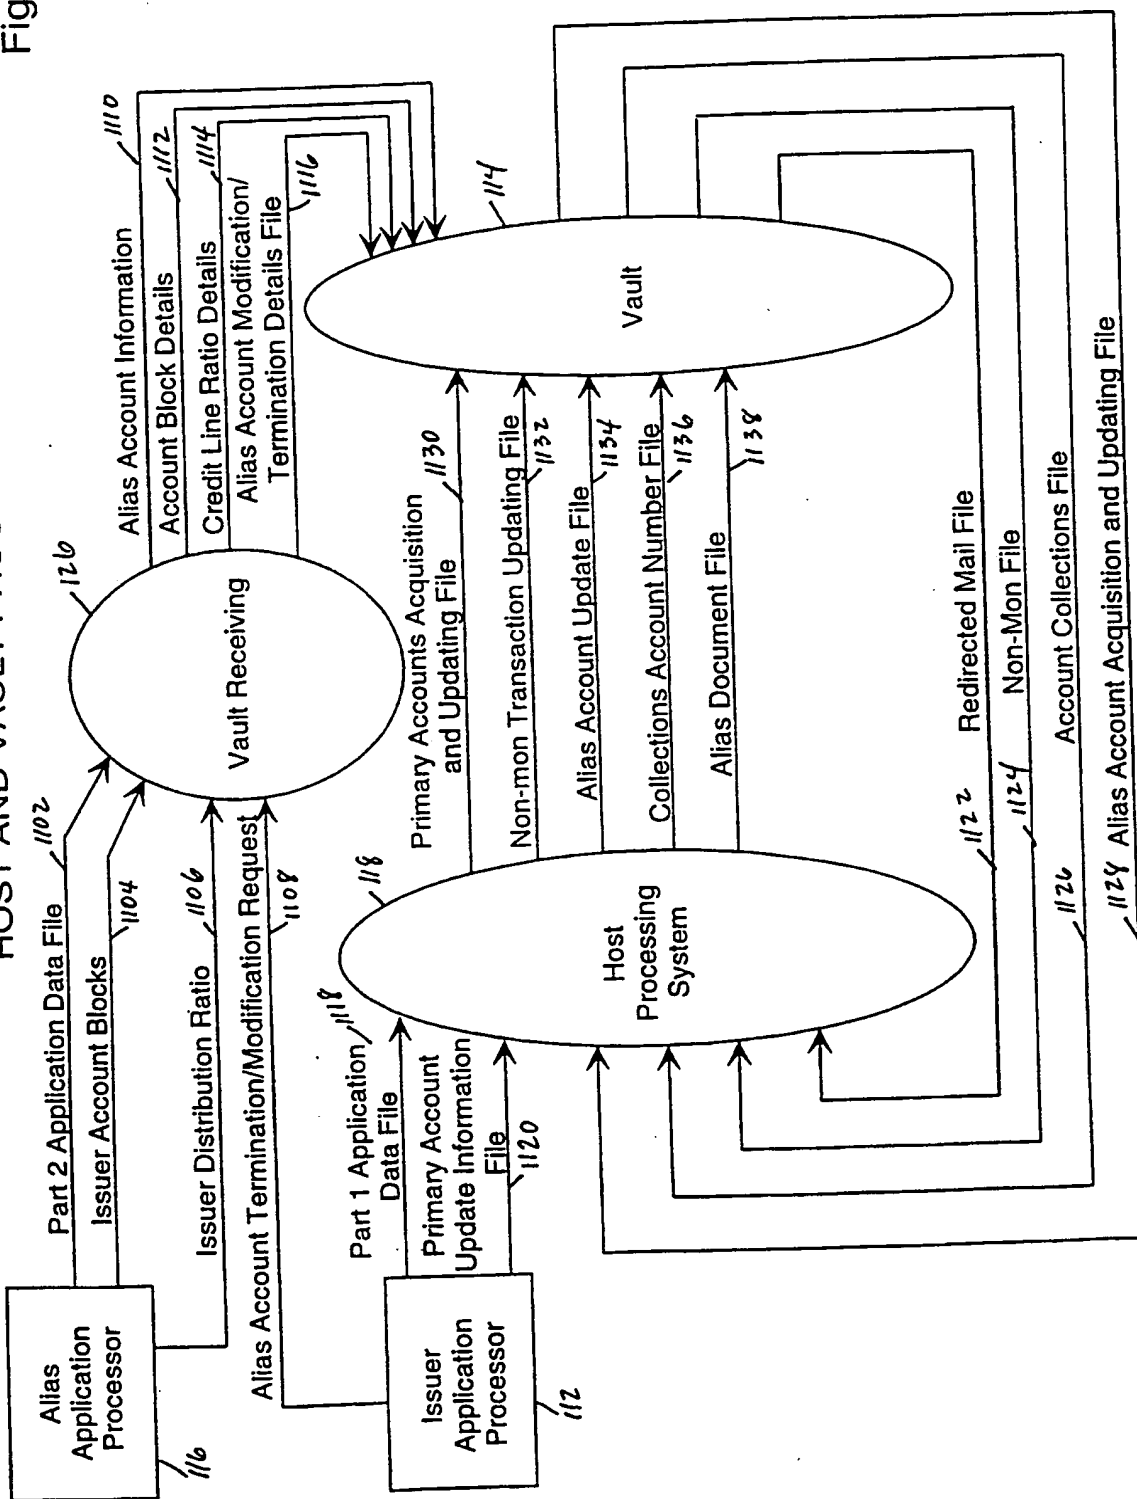 Fig
Alias
Application
Processor
116
Part 2 Application Data File
1102
Issuer Account Blocks
1104
Issuer Distribution Ratio
1106
Alias Account Termination/Modification Request
1108
Vault Receiving
126
Alias Account Information
1110
Account Block Details
1112
Credit Line Ratio Details
1114
Alias Account Modification/
Termination Details File
1116
Issuer
Application
Processor
112
Part 1 Application
Data File
1118
Primary Account
Update Information
File
1120
Host
Processing
System
118
Primary Accounts Acquisition
and Updating File
1130
Non-mon Transaction Updating File
1132
Alias Account Update File
1134
Collections Account Number File
1136
Alias Document File
1138
Vault
114
Redirected Mail File
1122
Non-Mon File
1124
Account Collections File
1126
1128 Alias Account Acquisition and Updating File